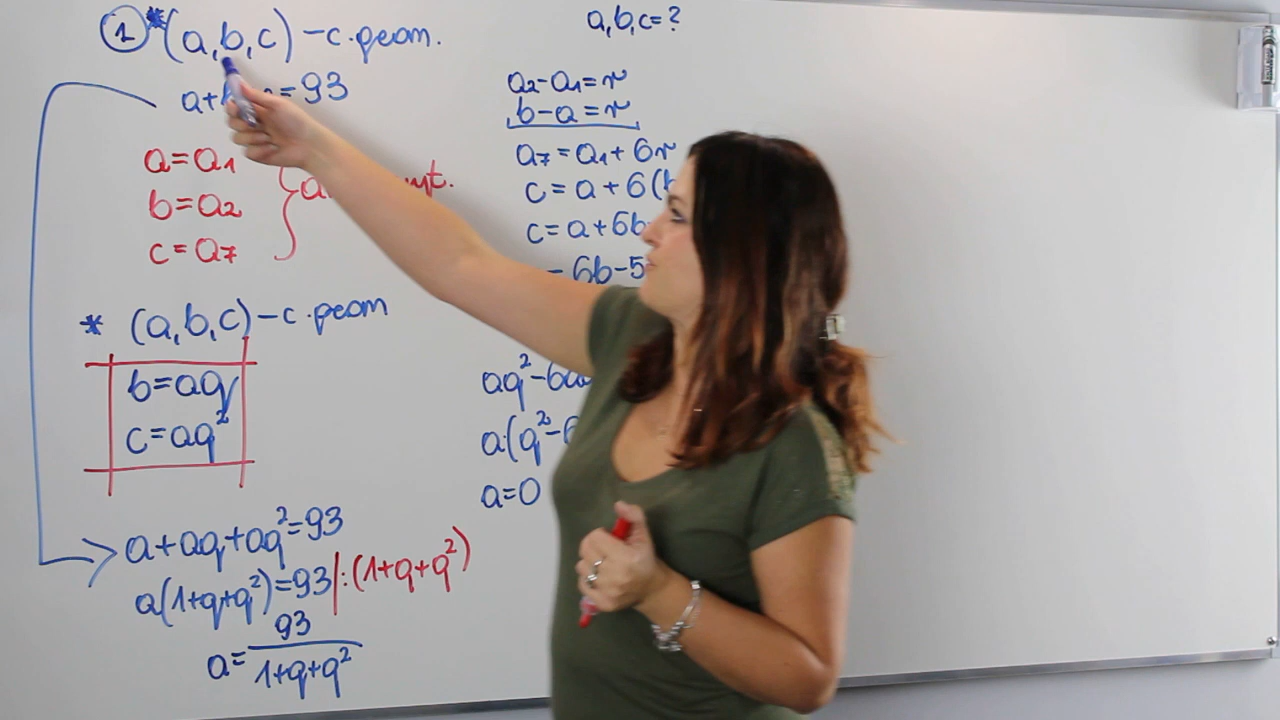 1 *(a,b,c) – c.geom.
a+ =93
a=a₁
b=a₂
c=a₇
* (a,b,c) – c.geom
b=aq
c=aq²
a+aq+aq²=93
a(1+q+q²)=93 |:(1+q+q²)
a= 93
1+q+q²
a,b,c=?
a₂-a₁=r
b-a=r
a₇=a₁+6r
c=a+6(
c=a+6b
6b-5
aq²-6a
a(q²-6
a=0